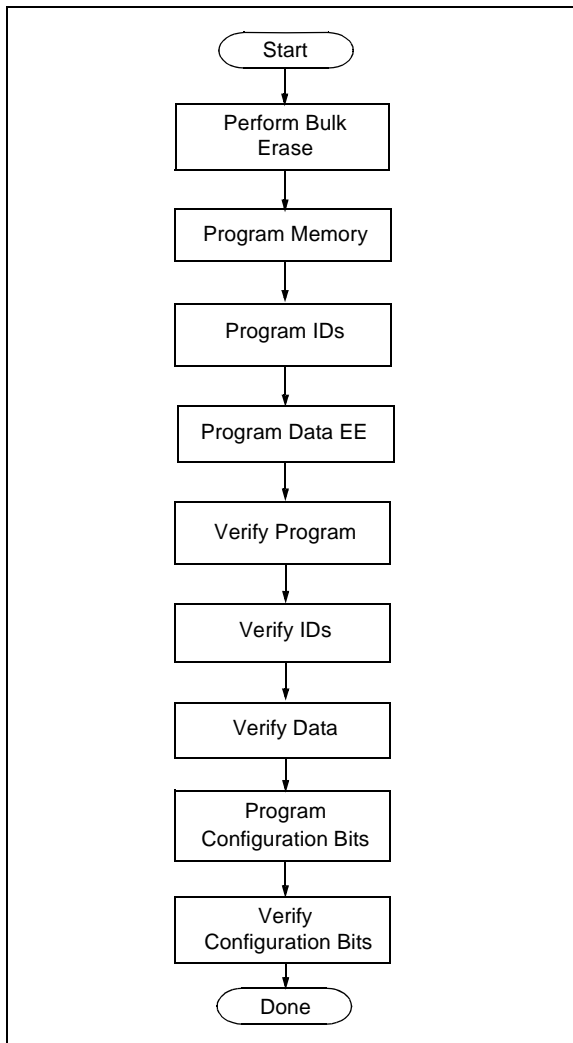 Start
Perform Bulk
Erase
Program Memory
Program IDs
Program Data EE
Verify Program
Verify IDs
Verify Data
Program
Configuration Bits
Verify
Configuration Bits
Done